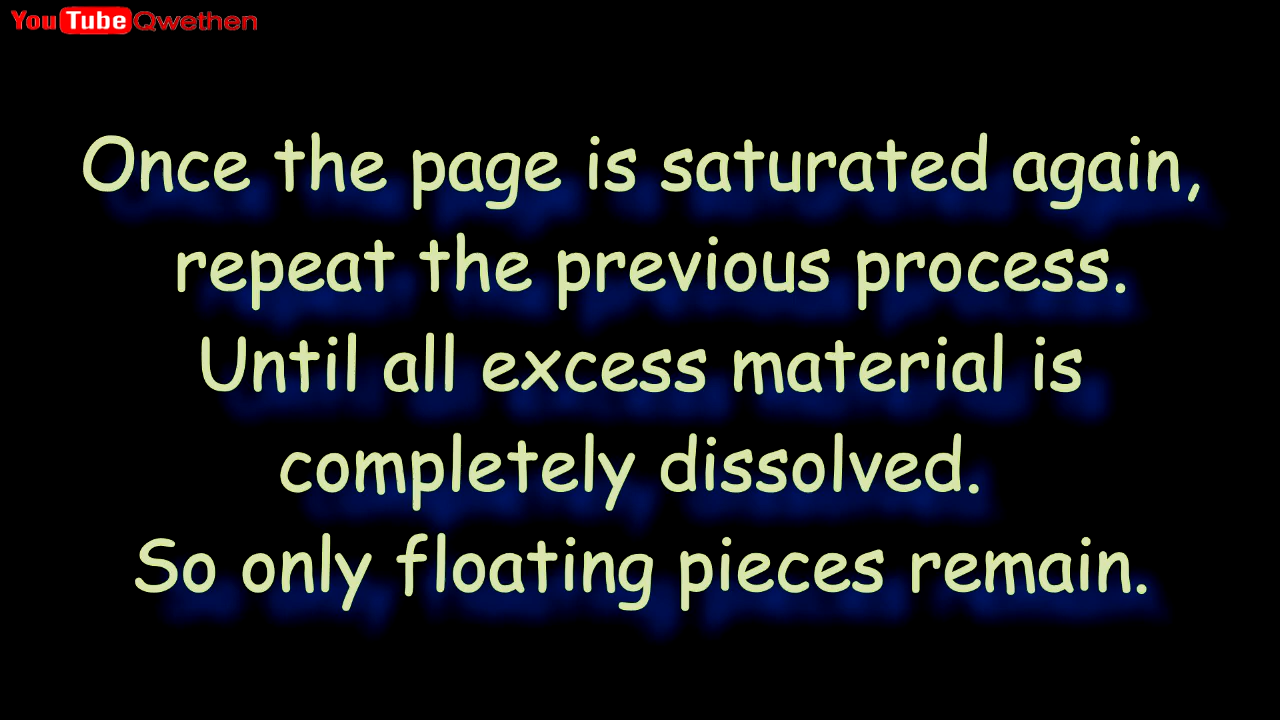 YouTube Qwethen
Once the page is saturated again,
repeat the previous process.
Until all excess material is
completely dissolved.
So only floating pieces remain.